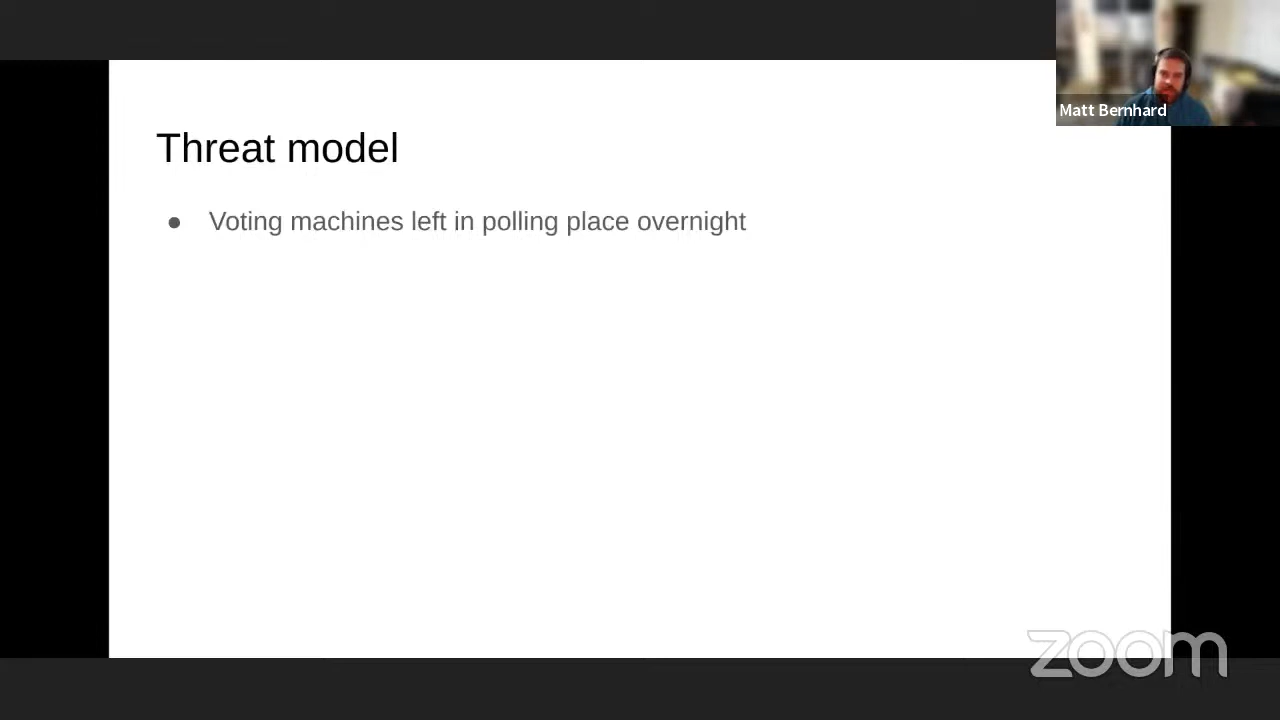 Matt Bernhard
Threat model
● Voting machines left in polling place overnight
zoom